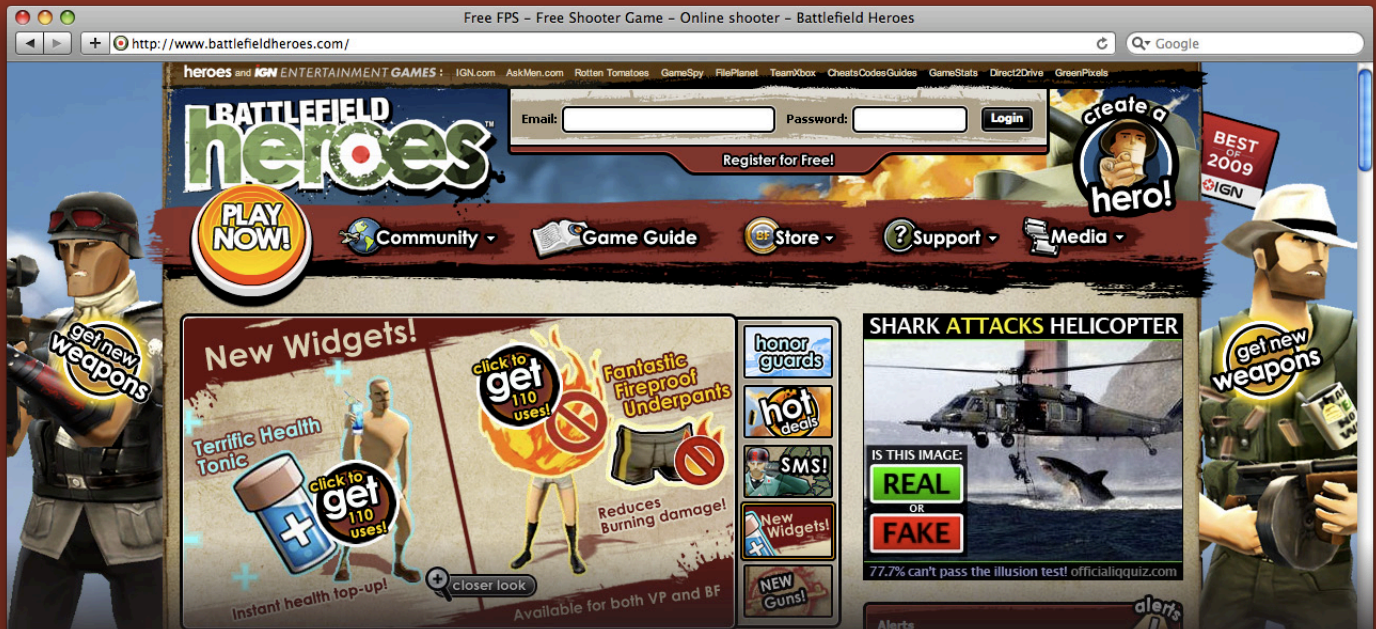 Free FPS – Free Shooter Game – Online shooter – Battlefield Heroes
http://www.battlefieldheroes.com/
Google
heroes and IGN ENTERTAINMENT GAMES : IGN.com AskMen.com Rotten Tomatoes GameSpy FilePlanet TeamXbox CheatsCodesGuides GameStats Direct2Drive GreenPixels
BATTLEFIELD
heroes™
Email:
Password:
Login
Register for Free!
create a
hero!
BEST
OF
2009
IGN
PLAY
NOW!
Community
Game Guide
Store
Support
Media
BF
?
get new
weapons
New Widgets!
Terrific Health
Tonic
click to
get
110
uses!
Instant health top-up!
click to
get
110
uses!
Fantastic
Fireproof
Underpants
Reduces
Burning damage!
closer look
Available for both VP and BF
honor
guards
hot
deals
SMS!
New
Widgets!
NEW
Guns!
SHARK ATTACKS HELICOPTER
IS THIS IMAGE:
REAL
OR
FAKE
77.7% can't pass the illusion test! officialiqquiz.com
get new
weapons
alerts
Alerts